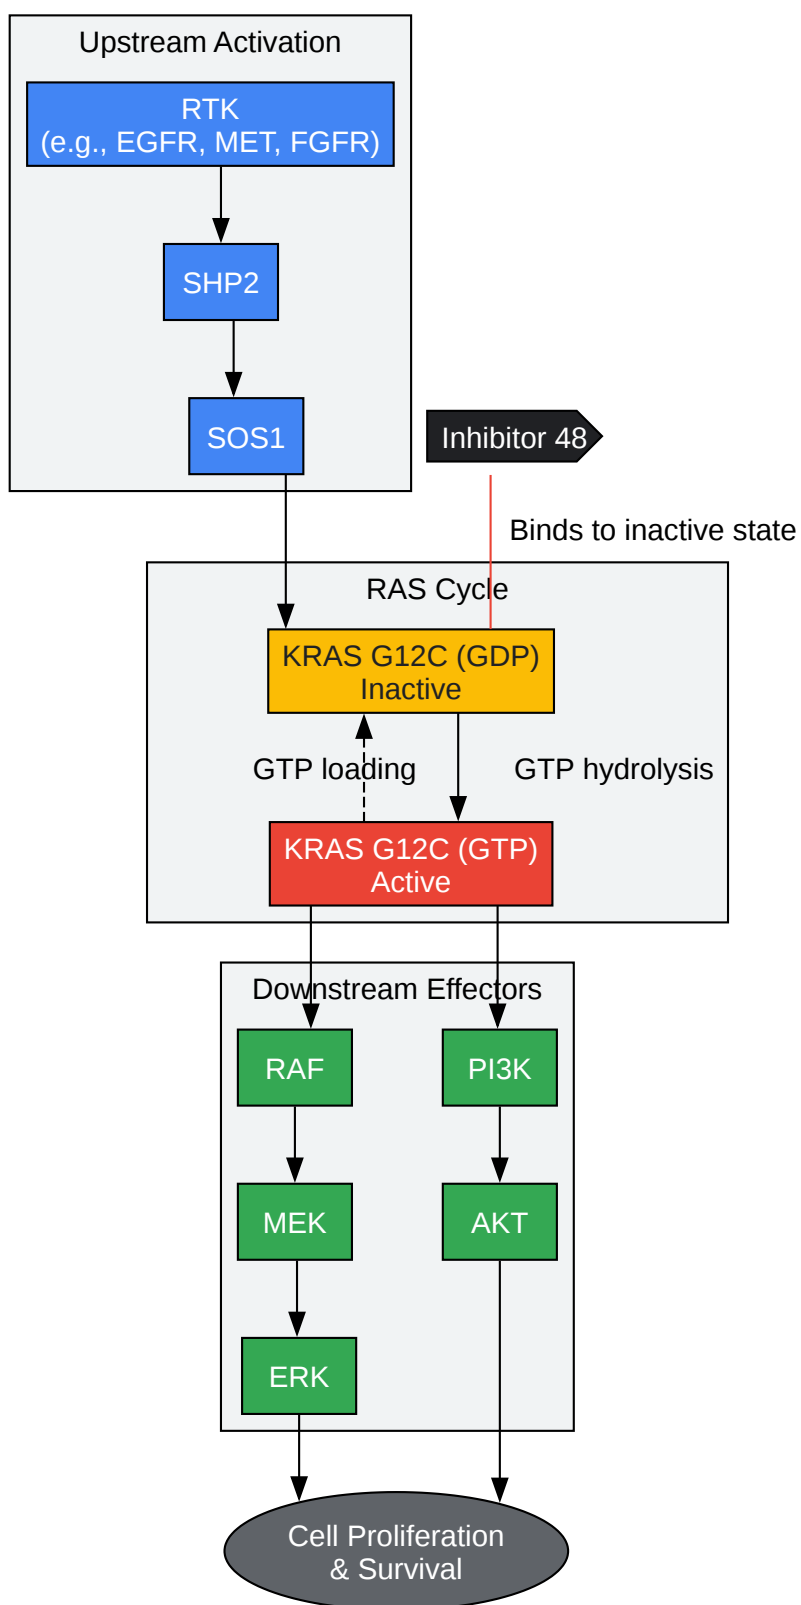 Upstream Activation
RTK
(e.g., EGFR, MET, FGFR)
SHP2
SOS1
Inhibitor 48
Binds to inactive state
RAS Cycle
KRAS G12C (GDP)
Inactive
GTP loading
GTP hydrolysis
KRAS G12C (GTP)
Active
Downstream Effectors
RAF
PI3K
MEK
AKT
ERK
Cell Proliferation
& Survival